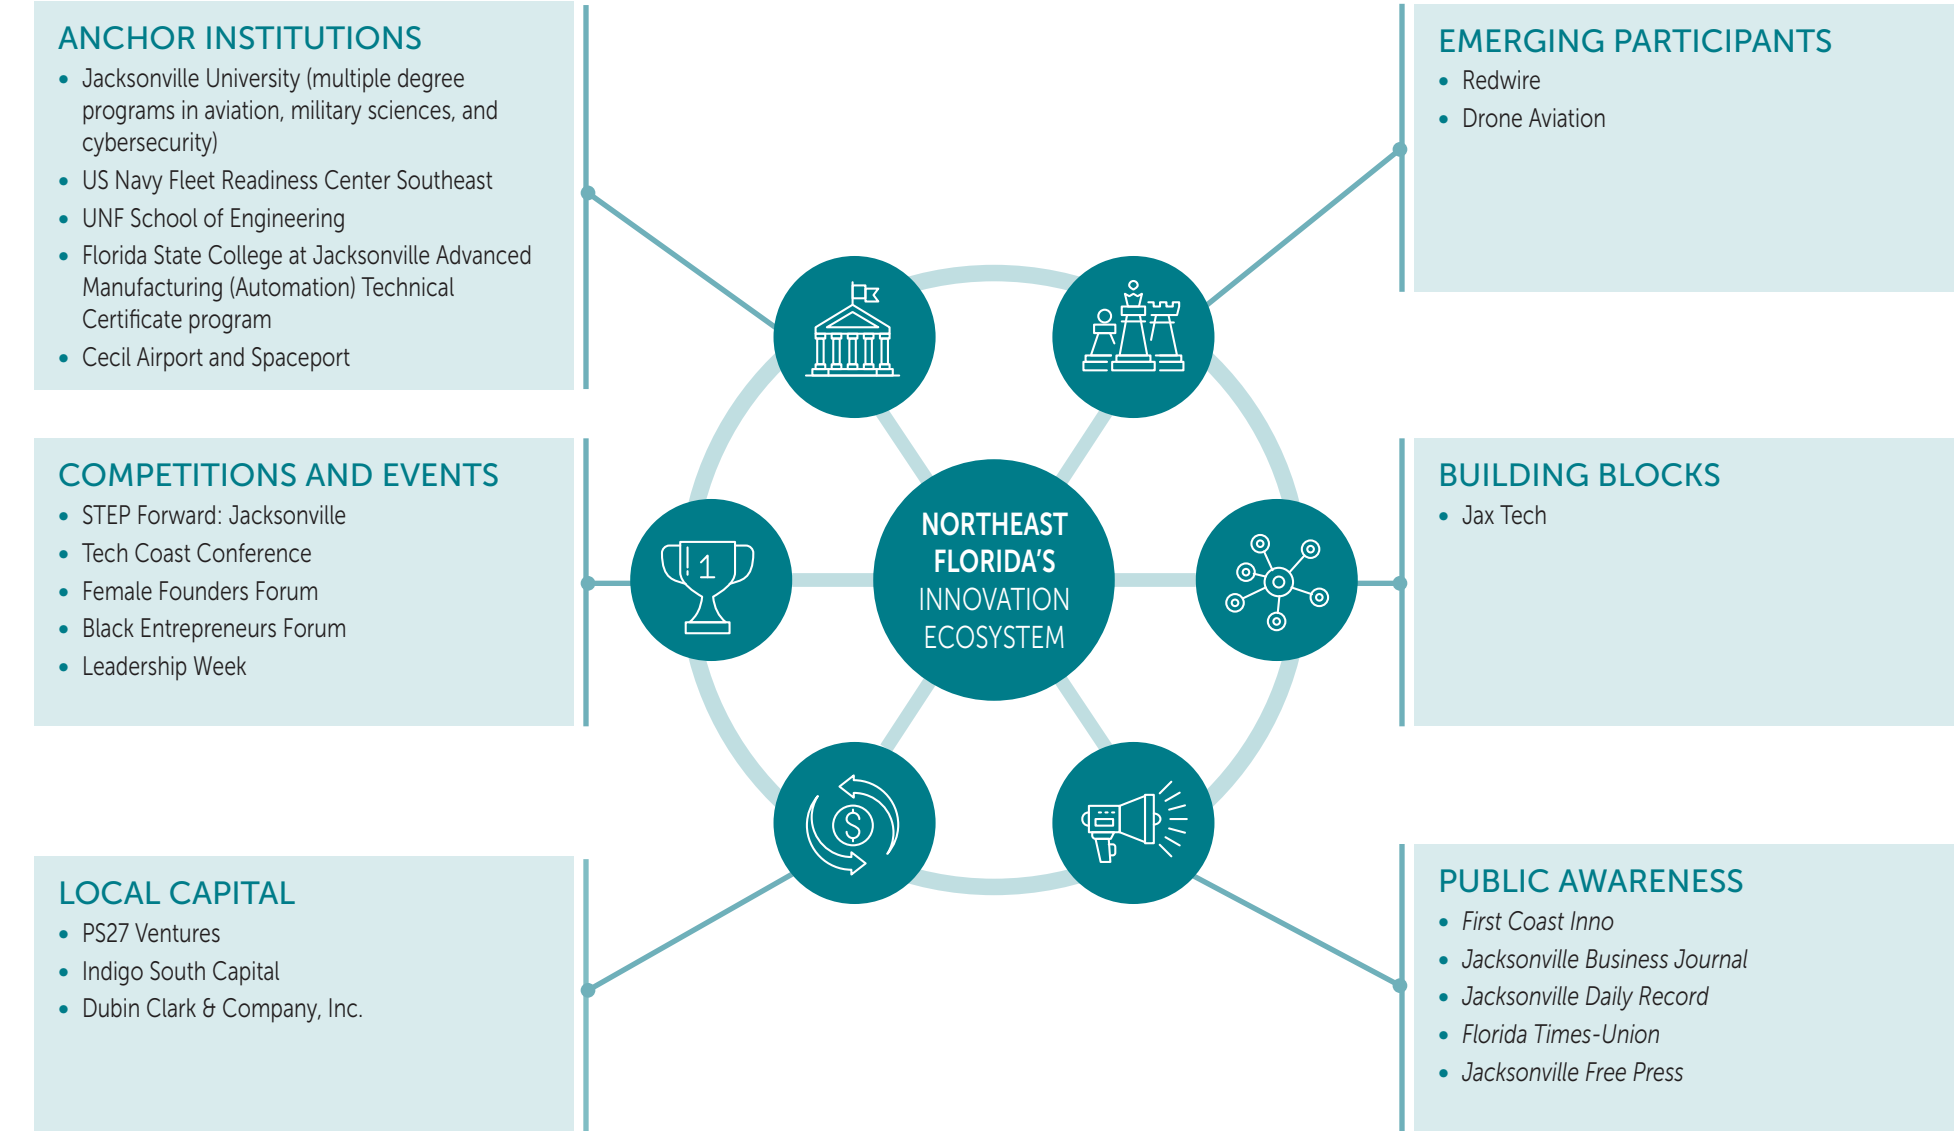 ANCHOR INSTITUTIONS
• Jacksonville University (multiple degree
programs in aviation, military sciences, and
cybersecurity)
• US Navy Fleet Readiness Center Southeast
• UNF School of Engineering
• Florida State College at Jacksonville Advanced
Manufacturing (Automation) Technical
Certificate program
• Cecil Airport and Spaceport
COMPETITIONS AND EVENTS
• STEP Forward: Jacksonville
• Tech Coast Conference
• Female Founders Forum
• Black Entrepreneurs Forum
• Leadership Week
LOCAL CAPITAL
• PS27 Ventures
• Indigo South Capital
• Dubin Clark & Company, Inc.
1
$
NORTHEAST
FLORIDA'S
INNOVATION
ECOSYSTEM
EMERGING PARTICIPANTS
• Redwire
• Drone Aviation
BUILDING BLOCKS
• Jax Tech
PUBLIC AWARENESS
• First Coast Inno
• Jacksonville Business Journal
• Jacksonville Daily Record
• Florida Times-Union
• Jacksonville Free Press